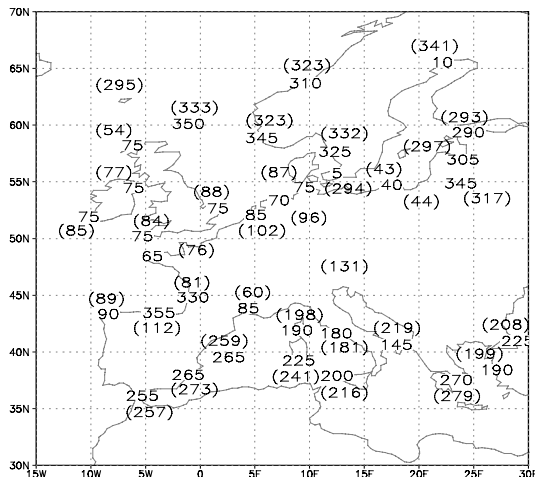 70N
(341)
65N (323) 10
310
(295)
(333) (293)
60N 350 (323) 290
(54) 345 (332)
75 325 (297)
305
(77) (87) 5 (43)
55N 75 (88) 75 (294) 40 345
75 70 (44) (317)
75 (84) 85 (96)
(85) 75 (102)
50N
65 (76)
(131)
(81) (60)
45N (89) 330 85
90 355 (198) (208)
(112) 190 180 (219) 225
40N (259) (181) 145 (199)
265 225 190
265 (241) 200 270
255 (273) (216) (279)
35N (257)
30N
15W 10W 5W 0 5E 10E 15E 20E 25E 30E